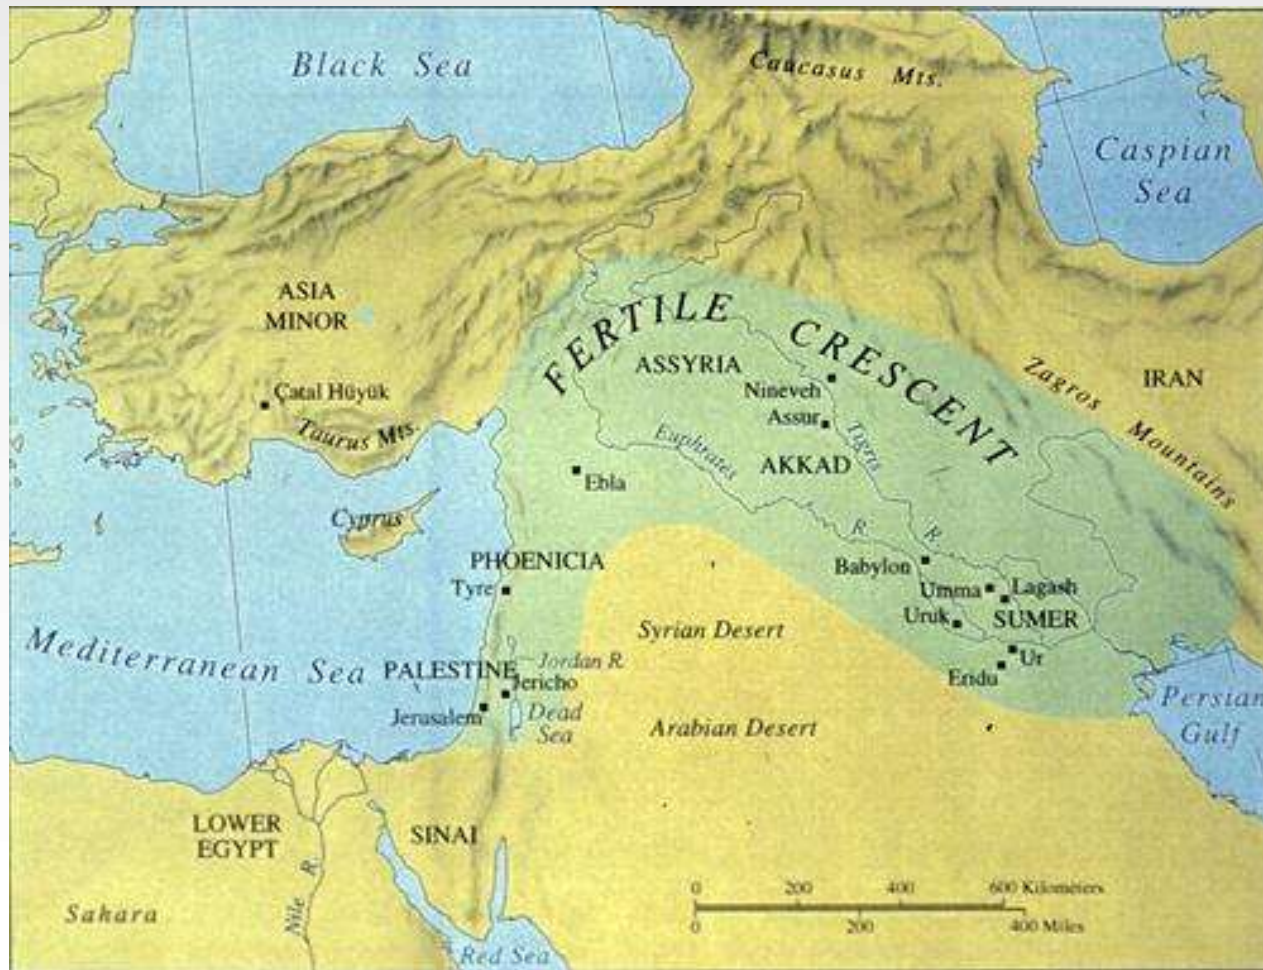 Black Sea
Caucasus Mts.
Caspian
Sea
ASIA
MINOR
FERTILE CRESCENT
ASSYRIA
Nineveh
Assur
IRAN
Zagros Mountains
Catal Hüyük
Taurus Mts.
Euphrates R.
Tigris R.
AKKAD
Ebla
Cyprus
PHOENICIA
Tyre
Babylon
Umma
Lagash
Uruk
SUMER
Syrian Desert
Ur
Eridu
Mediterranean Sea
PALESTINE
Jordan R.
Jericho
Jerusalem
Dead
Sea
Arabian Desert
Persian
Gulf
LOWER
EGYPT
SINAI
Nile R.
Sahara
Red Sea
0 200 400 600 Kilometers
0 200 400 Miles